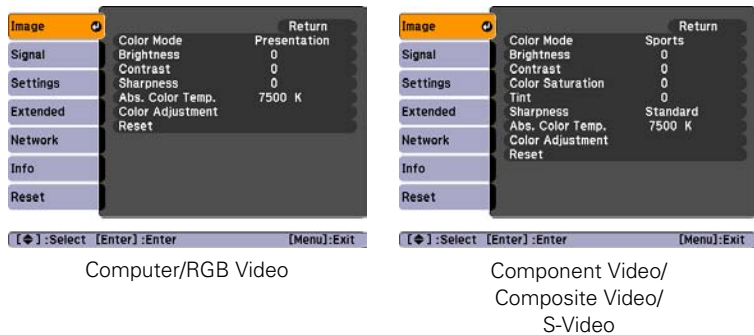 Image
Signal
Settings
Extended
Network
Info
Reset
Return
Color Mode Presentation
Brightness 0
Contrast 0
Sharpness 0
Abs. Color Temp. 7500 K
Color Adjustment
Reset
[ ] :Select [Enter] :Enter [Menu]:Exit
Computer/RGB Video
Image
Signal
Settings
Extended
Network
Info
Reset
Return
Color Mode Sports
Brightness 0
Contrast 0
Color Saturation 0
Tint 0
Sharpness Standard
Abs. Color Temp. 7500 K
Color Adjustment
Reset
[ ] :Select [Enter] :Enter [Menu]:Exit
Component Video/
Composite Video/
S-Video